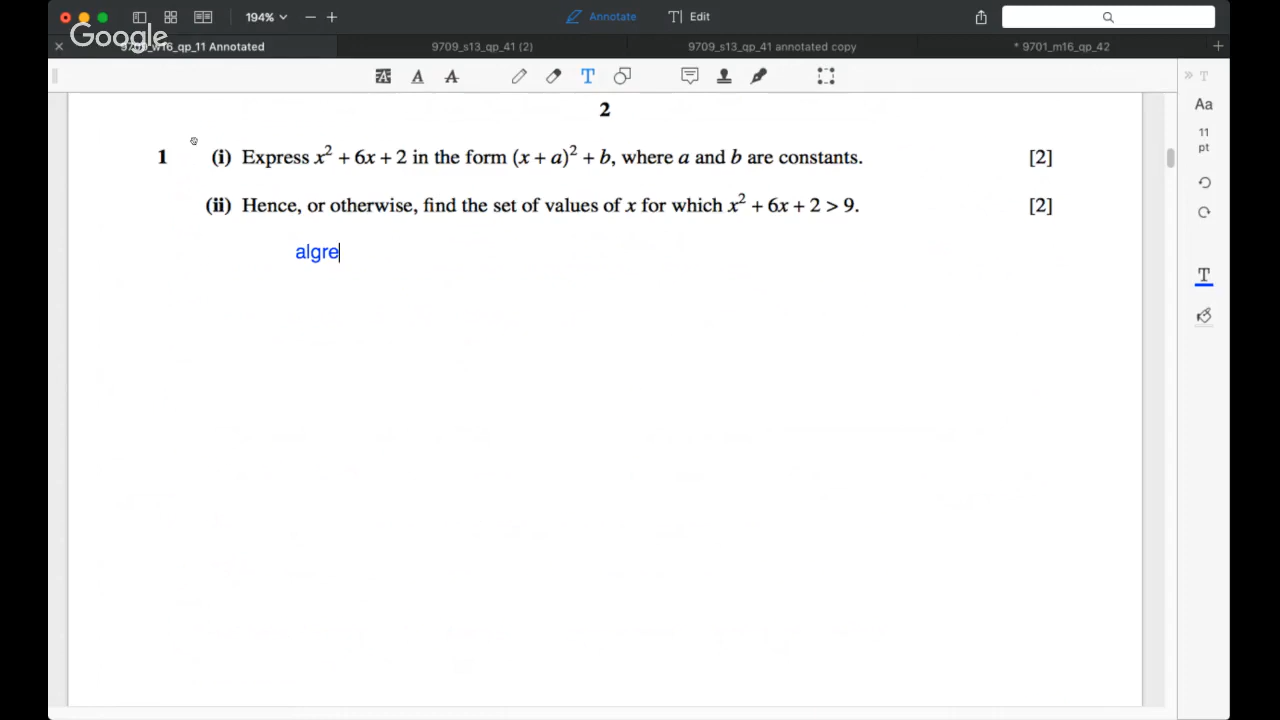 194%
Annotate
T Edit
Google
9709_w16_qp_11 Annotated
9709_s13_qp_41 (2)
9709_s13_qp_41 annotated copy
* 9701_m16_qp_42
A A A T
T
Aa
11
pt
T
2
1 (i) Express x² + 6x + 2 in the form (x + a)² + b, where a and b are constants. [2]
(ii) Hence, or otherwise, find the set of values of x for which x² + 6x + 2 > 9. [2]
algre